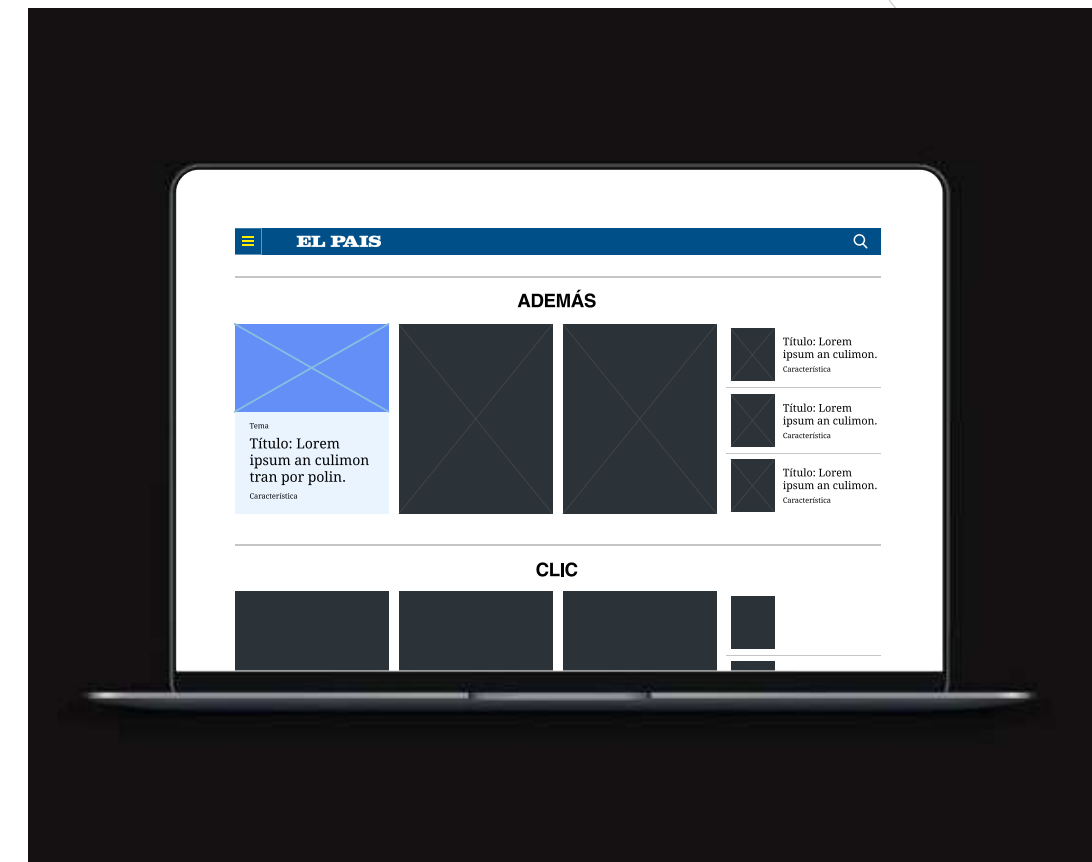 EL PAIS
ADEMÁS
Tema
Título: Lorem
ipsum an culimon
tran por polin.
Característica
Título: Lorem
ipsum an culimon.
Característica
Título: Lorem
ipsum an culimon.
Característica
Título: Lorem
ipsum an culimon.
Característica
CLIC